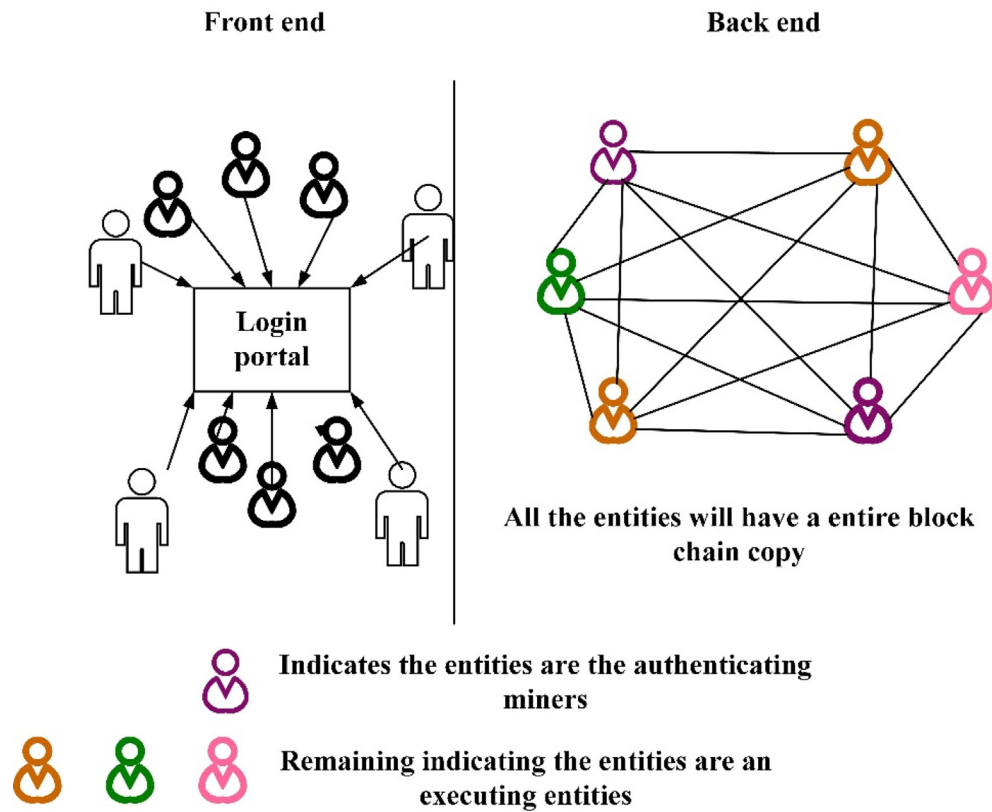 Front end
Back end
Login
portal
All the entities will have a entire block
chain copy
Indicates the entities are the authenticating
miners
Remaining indicating the entities are an
executing entities